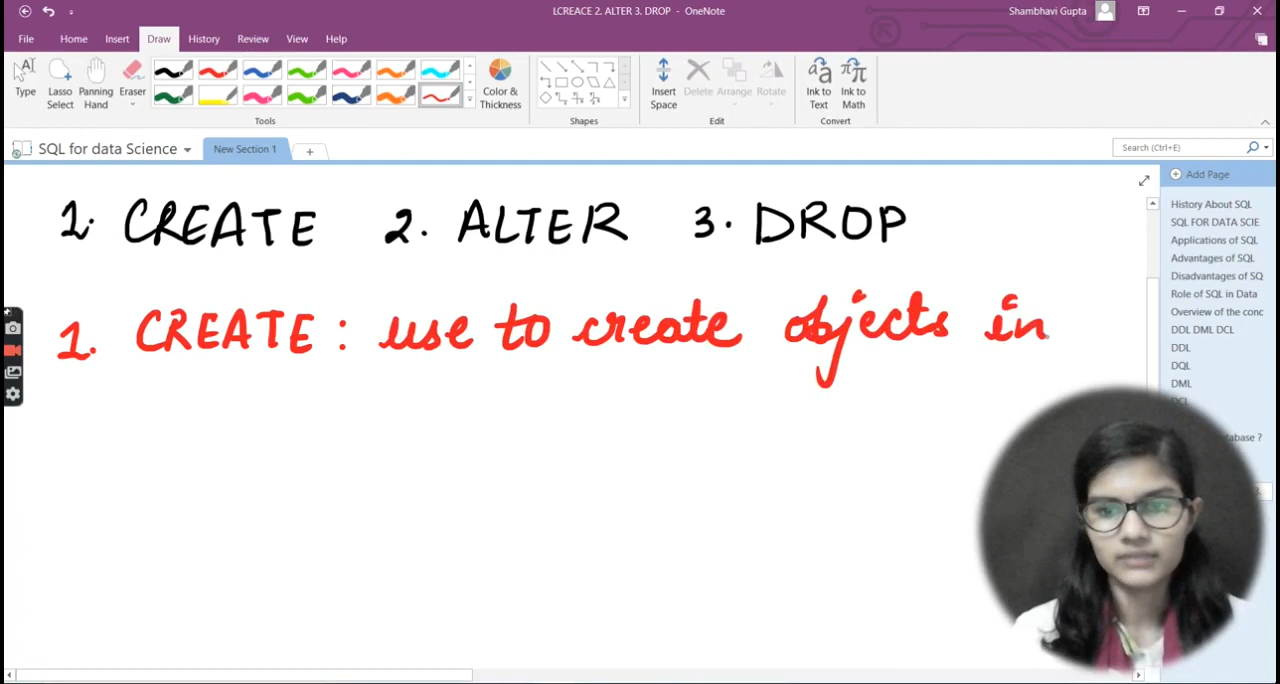 LCREACE 2. ALTER 3. DROP - OneNote
Shambhavi Gupta
File Home Insert Draw History Review View Help
Type
Lasso Select
Panning Hand
Eraser
Color & Thickness
Insert Space
Delete
Arrange
Rotate
Ink to Text
Ink to Math
Tools
Shapes
Edit
Convert
SQL for data Science
New Section 1
Search (Ctrl+E)
1. CREATE 2. ALTER 3. DROP
1. CREATE : use to create objects in
Add Page
History About SQL
SQL FOR DATA SCIE
Applications of SQL
Advantages of SQL
Disadvantages of SQ
Role of SQL in Data
Overview of the conc
DDL DML DCL
DDL
DQL
DML
DCL